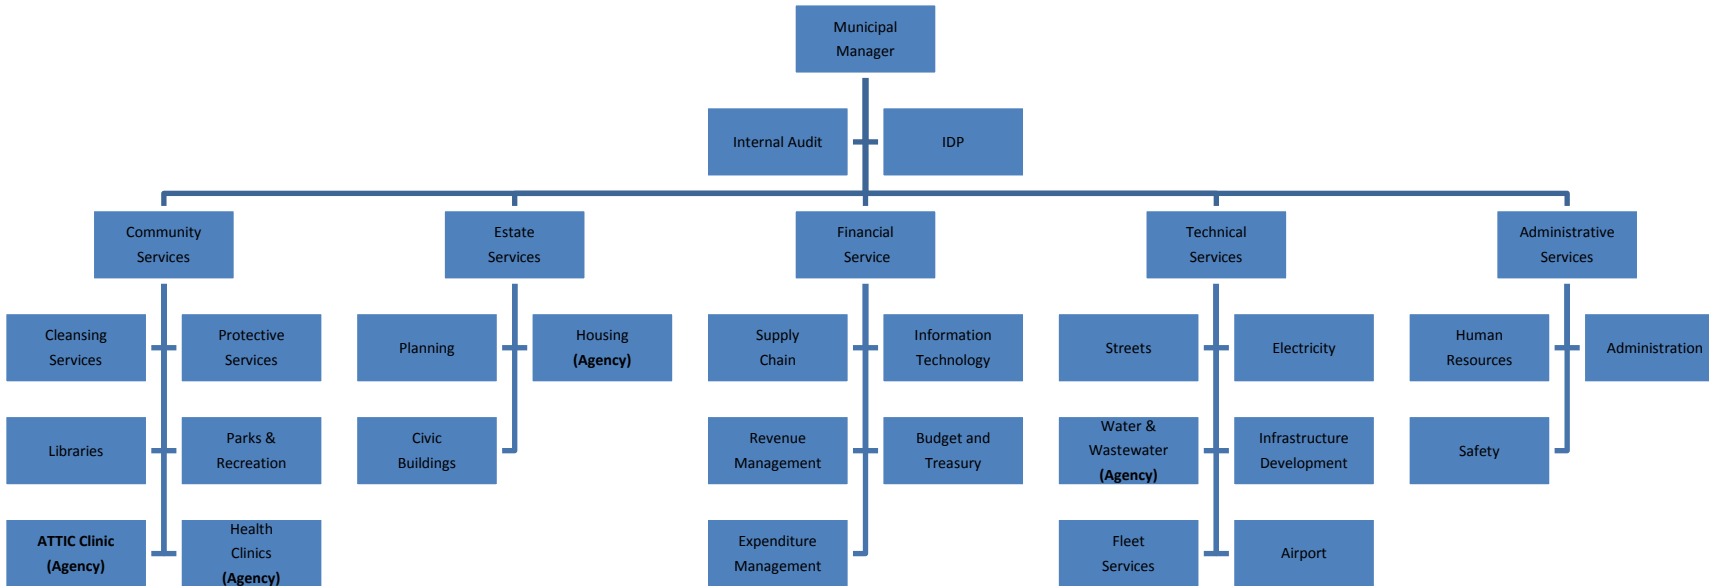 Municipal
Manager
Internal Audit
IDP
Community
Services
Estate
Services
Financial
Service
Technical
Services
Administrative
Services
Cleansing
Services
Protective
Services
Planning
Housing
(Agency)
Supply
Chain
Information
Technology
Streets
Electricity
Human
Resources
Administration
Libraries
Parks &
Recreation
Civic
Buildings
Revenue
Management
Budget and
Treasury
Water &
Wastewater
(Agency)
Infrastructure
Development
Safety
ATTIC Clinic
(Agency)
Health
Clinics
(Agency)
Expenditure
Management
Fleet
Services
Airport